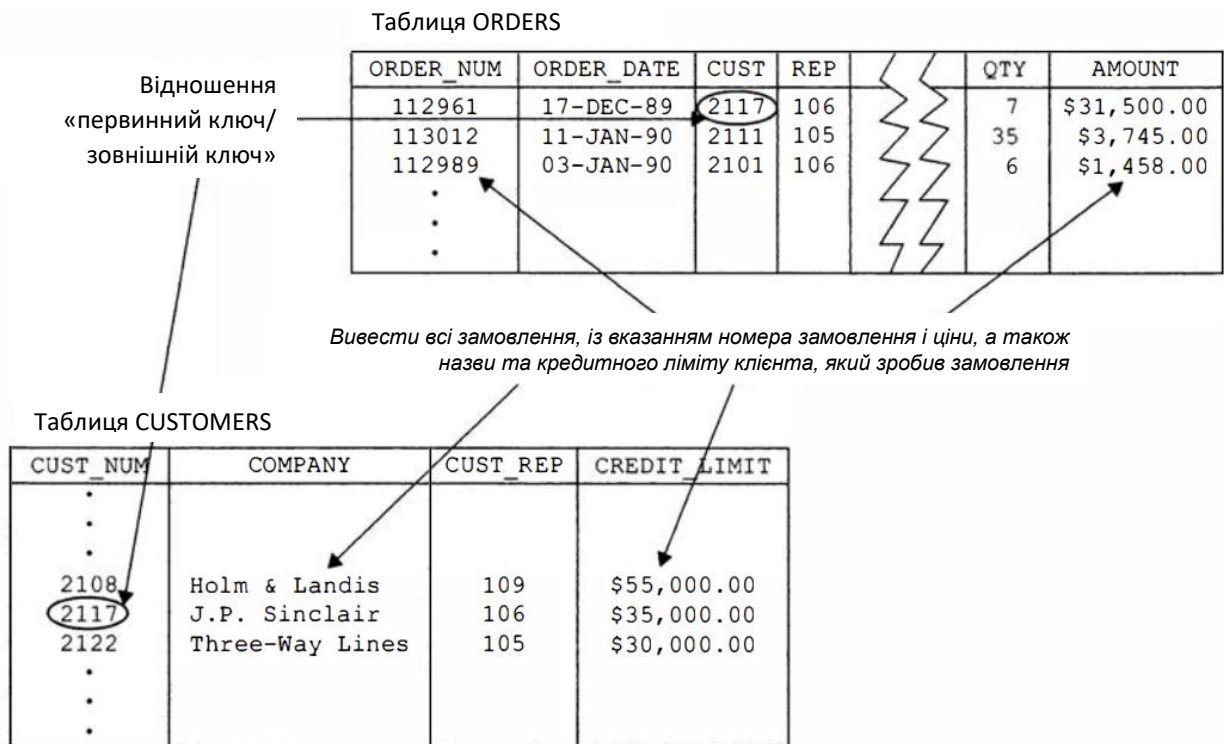 Таблиця ORDERS
Відношення
«первинний ключ/
зовнішній ключ»
ORDER_NUM ORDER_DATE CUST REP QTY AMOUNT
112961 17-DEC-89 2117 106 7 $31,500.00
113012 11-JAN-90 2111 105 35 $3,745.00
112989 03-JAN-90 2101 106 6 $1,458.00
Вивести всі замовлення, із вказанням номера замовлення і ціни, а також
назви та кредитного ліміту клієнта, який зробив замовлення
Таблиця CUSTOMERS
CUST_NUM COMPANY CUST_REP CREDIT_LIMIT
2108 Holm & Landis 109 $55,000.00
2117 J.P. Sinclair 106 $35,000.00
2122 Three-Way Lines 105 $30,000.00